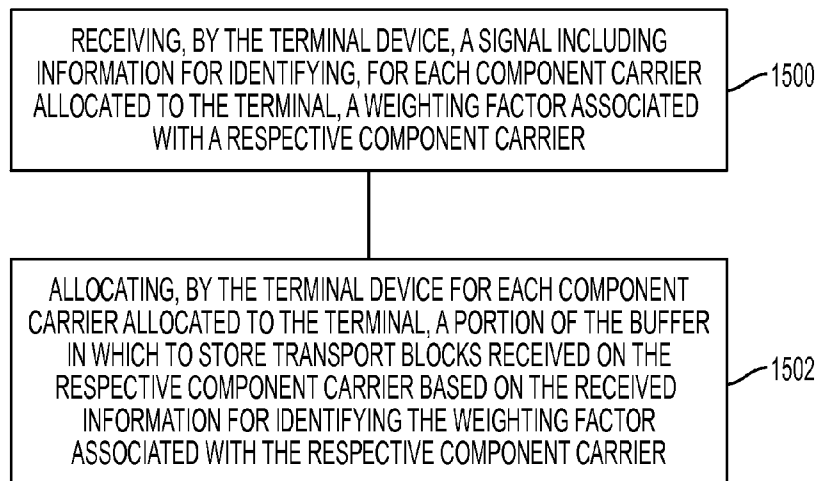 RECEIVING, BY THE TERMINAL DEVICE, A SIGNAL INCLUDING
INFORMATION FOR IDENTIFYING, FOR EACH COMPONENT CARRIER
ALLOCATED TO THE TERMINAL, A WEIGHTING FACTOR ASSOCIATED
WITH A RESPECTIVE COMPONENT CARRIER
1500
ALLOCATING, BY THE TERMINAL DEVICE FOR EACH COMPONENT
CARRIER ALLOCATED TO THE TERMINAL, A PORTION OF THE BUFFER
IN WHICH TO STORE TRANSPORT BLOCKS RECEIVED ON THE
RESPECTIVE COMPONENT CARRIER BASED ON THE RECEIVED
INFORMATION FOR IDENTIFYING THE WEIGHTING FACTOR
ASSOCIATED WITH THE RESPECTIVE COMPONENT CARRIER
1502